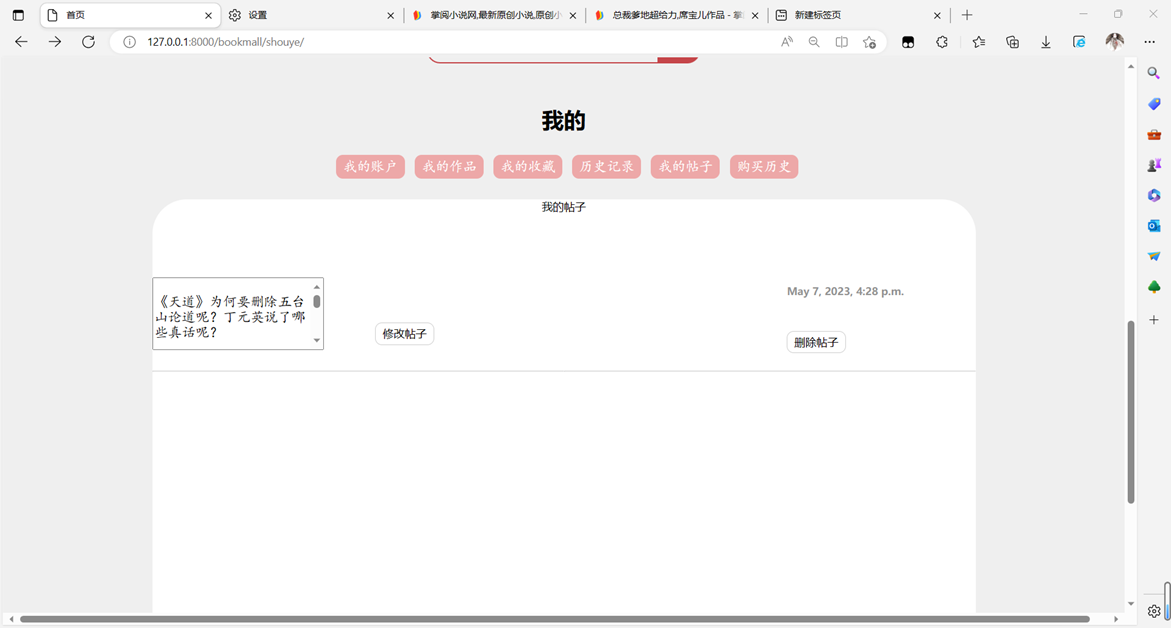 首页
设置
掌阅小说网,最新原创小说,原创小
总裁爹地超给力,席宝儿作品 - 掌
新建标签页
127.0.0.1:8000/bookmall/shouye/
我的
我的账户
我的作品
我的收藏
历史记录
我的帖子
购买历史
我的帖子
《天道》为何要删除五台
山论道呢？丁元英说了哪
些真话呢？
修改帖子
May 7, 2023, 4:28 p.m.
删除帖子